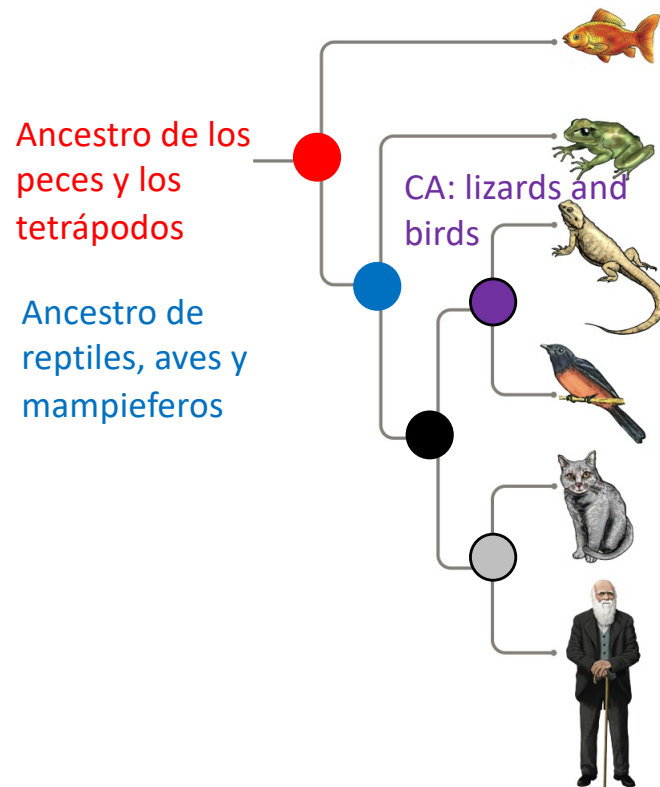 Ancestro de los
peces y los
tetrápodos
CA: lizards and
birds
Ancestro de
reptiles, aves y
mampieferos